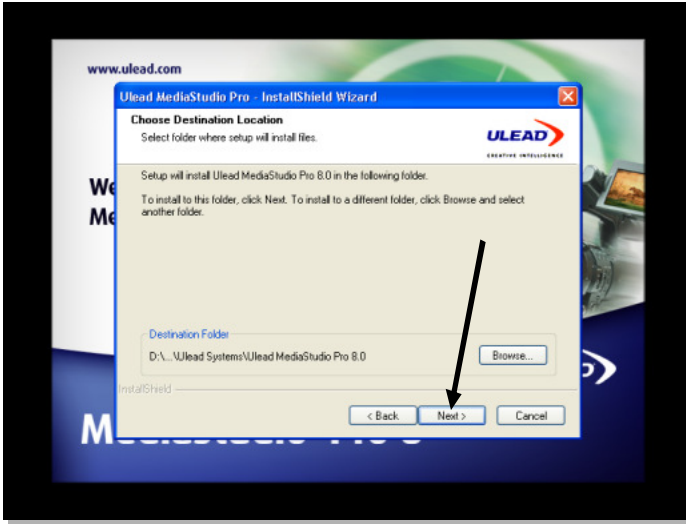 www.ulead.com
Ulead MediaStudio Pro - InstallShield Wizard
Choose Destination Location
Select folder where setup will install files.
ULEAD
CREATIVE INTELLIGENCE
Setup will install Ulead MediaStudio Pro 8.0 in the following folder.
We
To install to this folder, click Next. To install to a different folder, click Browse and select
another folder.
Me
Destination Folder
D:\...\Ulead Systems\Ulead MediaStudio Pro 8.0
Browse...
InstallShield
< Back
Next >
Cancel